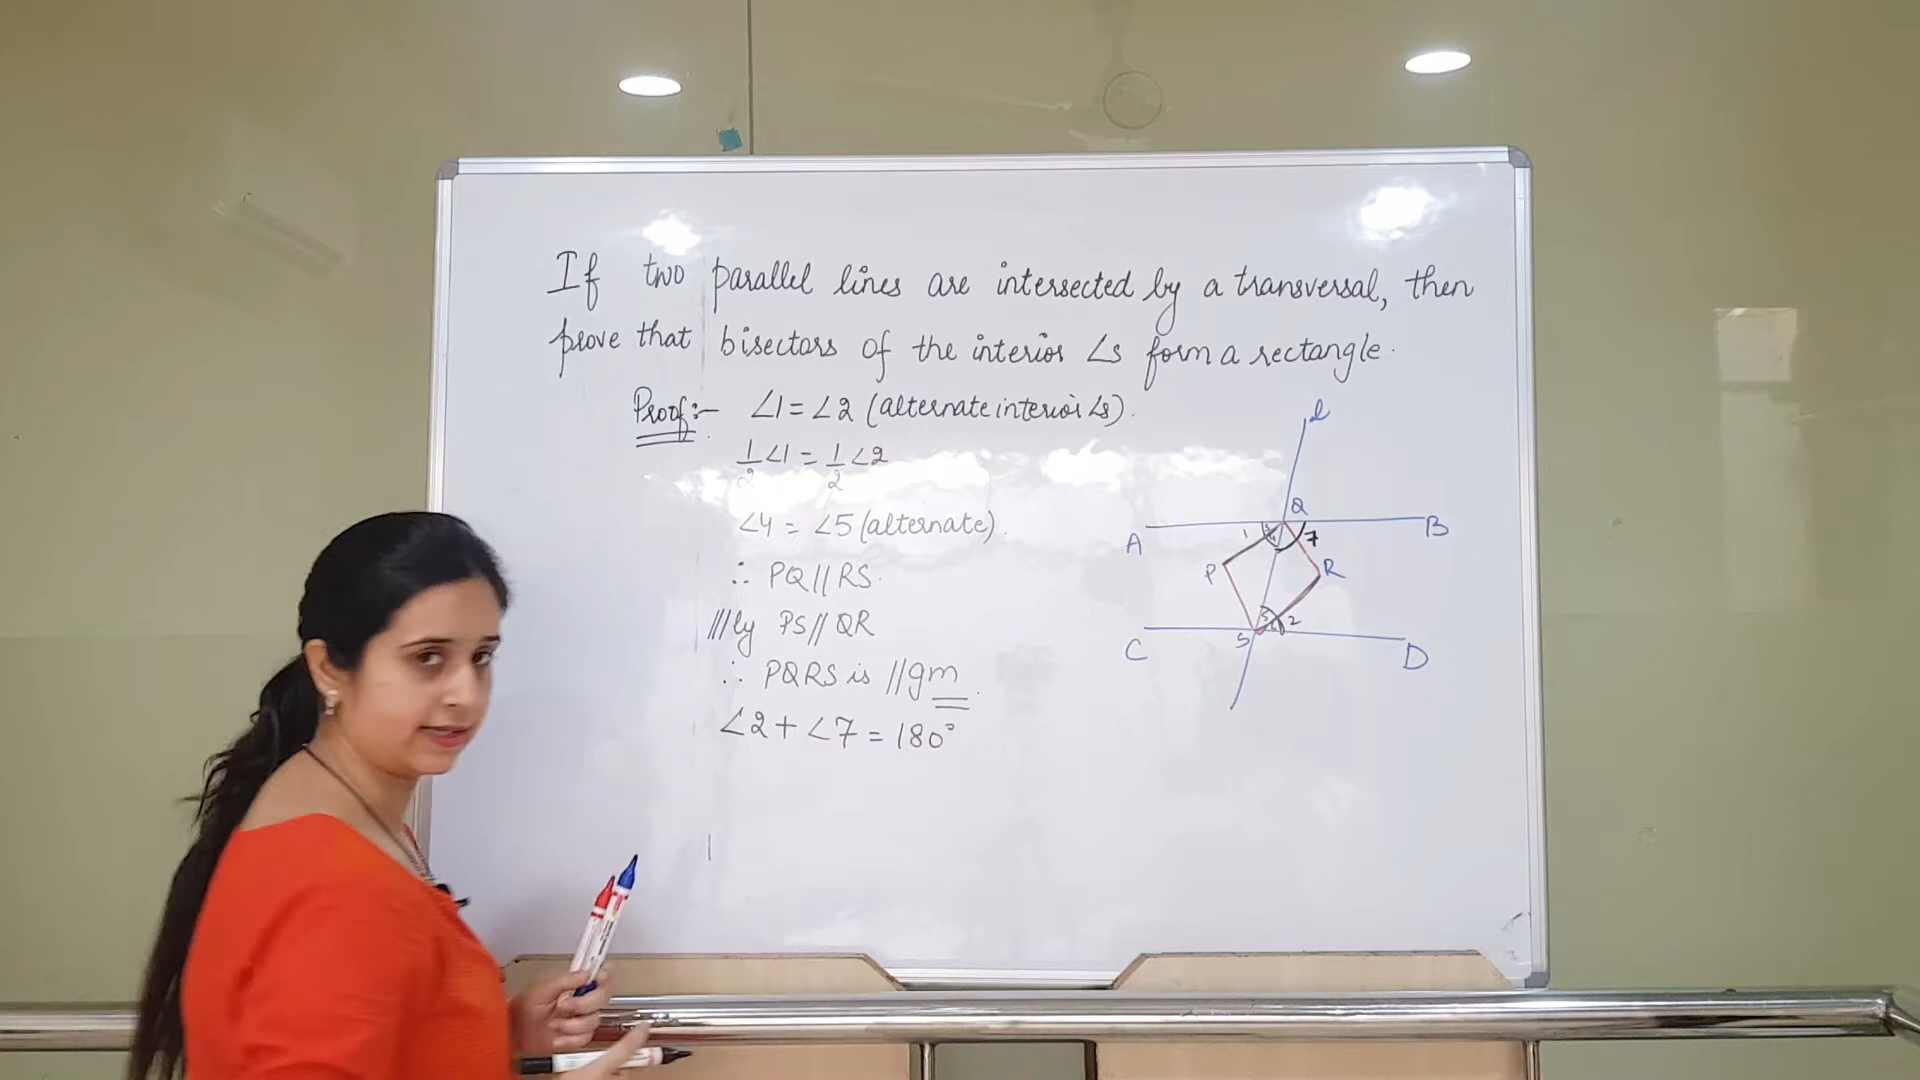 If two parallel lines are intersected by a transversal, then
prove that bisectors of the interior ∠s form a rectangle.
Proof:- ∠1 = ∠2 (alternate interior ∠s).
1/2 ∠1 = 1/2 ∠2
∠4 = ∠5 (alternate).
∴ PQ // RS.
///ly PS // QR
∴ PQRS is //gm.
∠2 + ∠7 = 180°
l
Q
A 1 7 B
P R
5 2
C S D